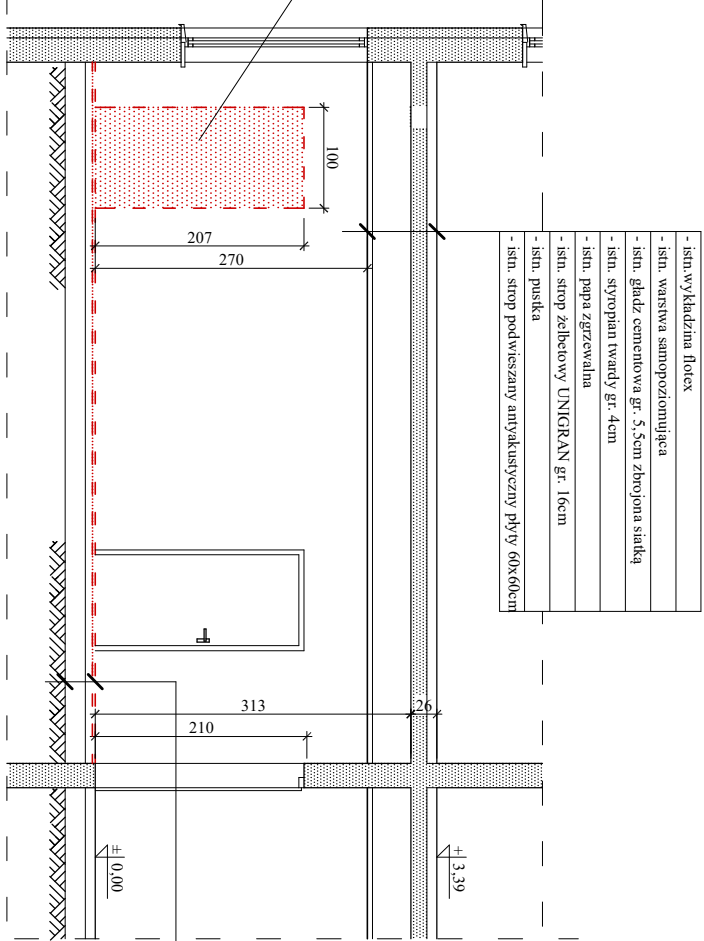 - istn.wykładzina flotex
- istn. warstwa samopoziomująca
- istn. gładz cementowa gr. 5,5cm zbrojona siatką
- istn. styropian twardy gr. 4cm
- istn. papa zgrzewalna
- istn. strop żelbetowy UNIGRAN gr. 16cm
- istn. pustka
- istn. strop podwieszany antyakustyczny płyty 60x60cm
100
207
270
313
26
210
+ 3,39
± 0,00